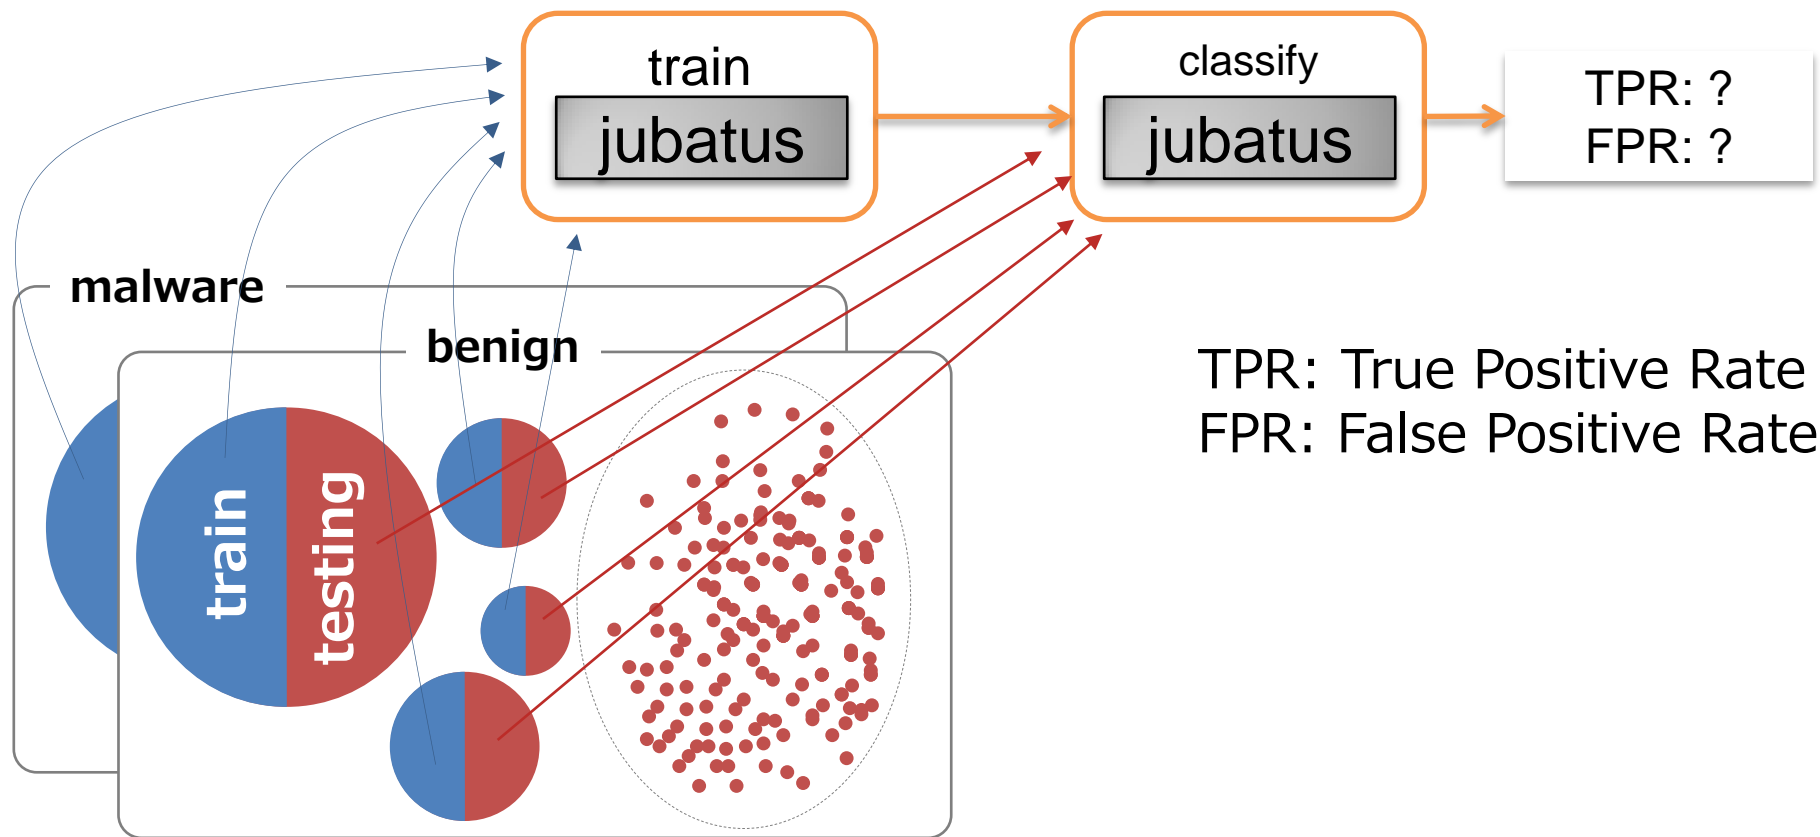 train
jubatus
classify
jubatus
TPR: ?
FPR: ?
malware
benign
train
testing
TPR: True Positive Rate
FPR: False Positive Rate